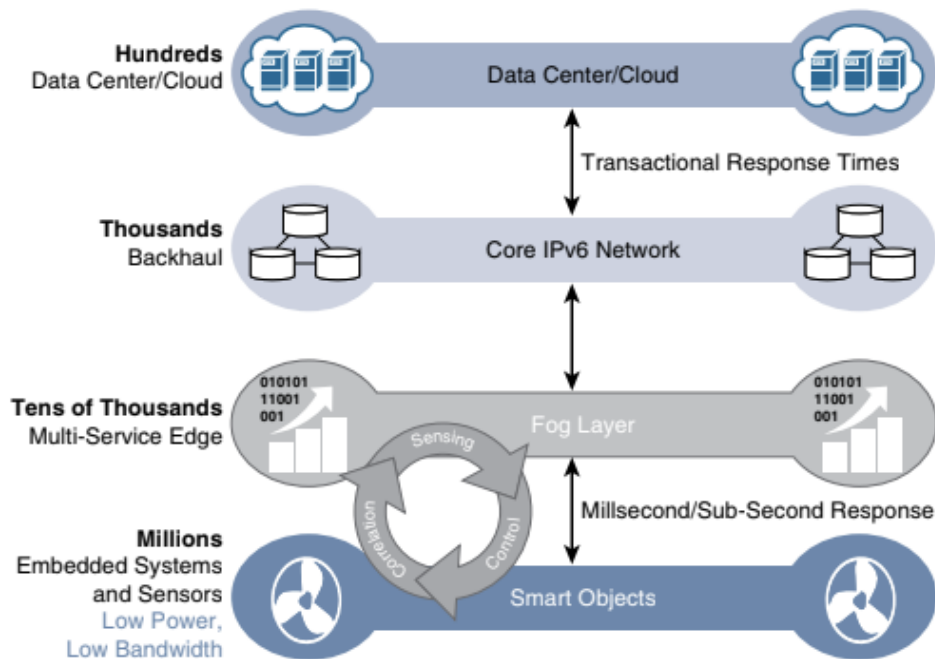 Hundreds
Data Center/Cloud
Data Center/Cloud
Transactional Response Times
Thousands
Backhaul
Core IPv6 Network
010101
11001
001
010101
11001
001
Tens of Thousands
Multi-Service Edge
Fog Layer
Sensing
Control
Correlation
Millsecond/Sub-Second Response
Millions
Embedded Systems
and Sensors
Low Power,
Low Bandwidth
Smart Objects